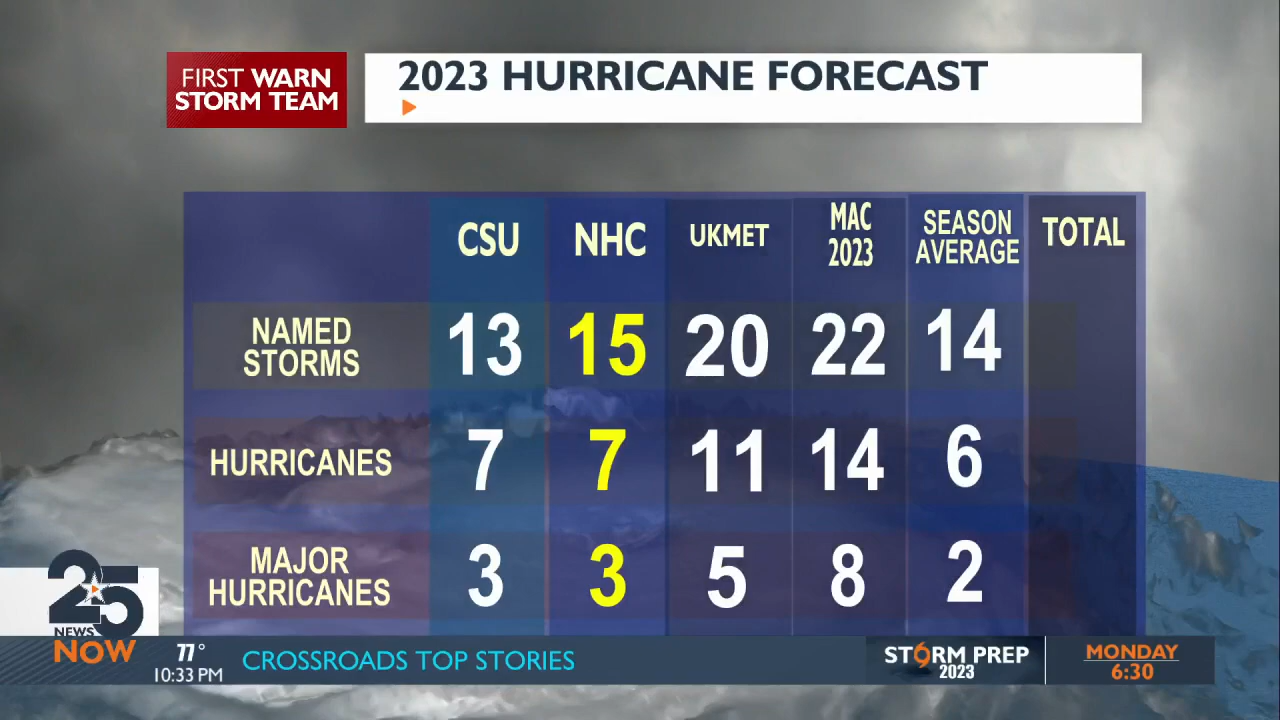 FIRST WARN
STORM TEAM
2023 HURRICANE FORECAST
CSU NHC UKMET MAC 2023 SEASON AVERAGE TOTAL
NAMED STORMS 13 15 20 22 14
HURRICANES 7 7 11 14 6
MAJOR HURRICANES 3 3 5 8 2
25
NEWS
NOW
77°
10:33 PM
CROSSROADS TOP STORIES
STORM PREP
2023
MONDAY
6:30